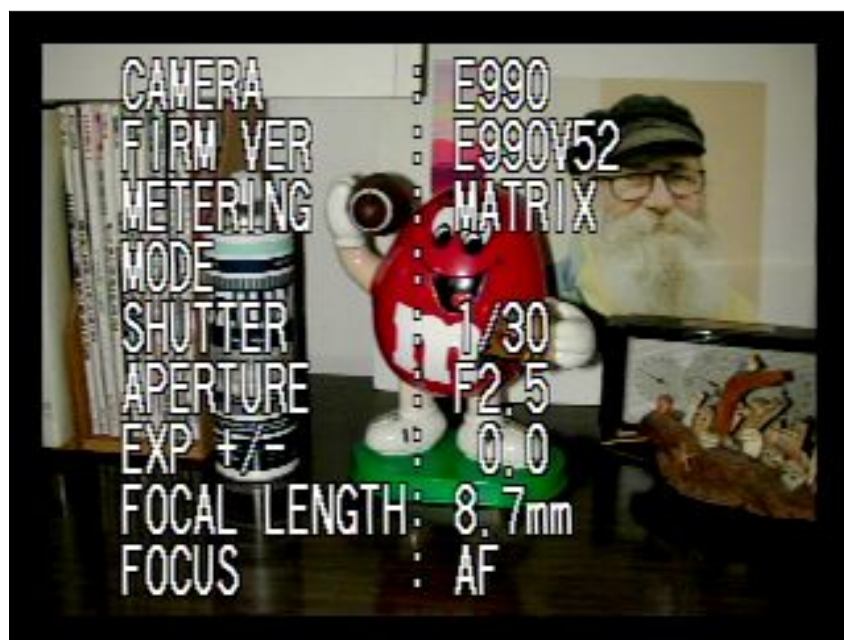 CAMERA : E990
FIRM VER : E990V52
METERING : MATRIX
MODE :
SHUTTER : 1/30
APERTURE : F2.5
EXP +/- : 0.0
FOCAL LENGTH: 8.7mm
FOCUS : AF
m